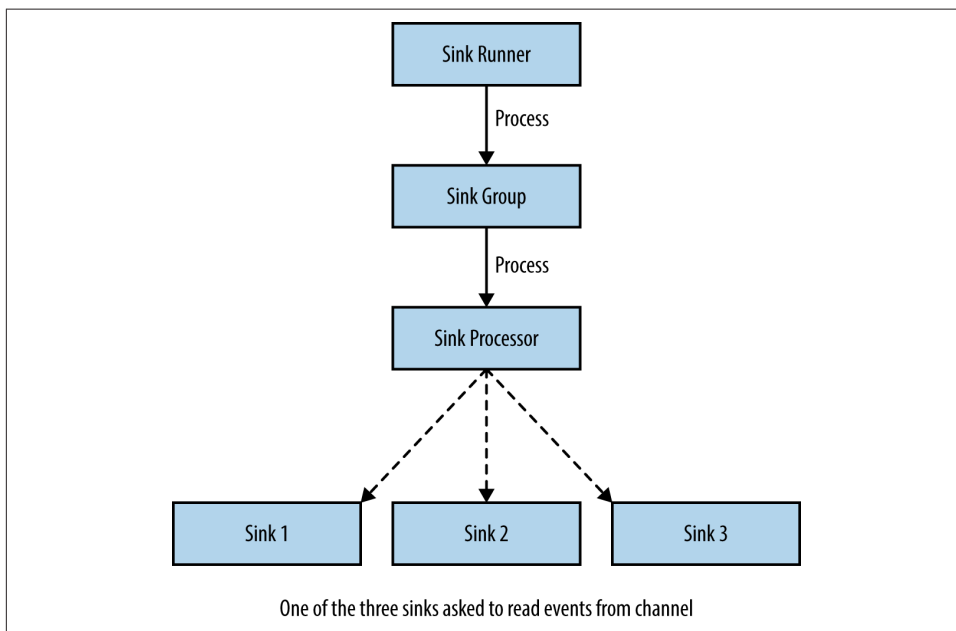 Sink Runner
Process
Sink Group
Process
Sink Processor
Sink 1
Sink 2
Sink 3
One of the three sinks asked to read events from channel